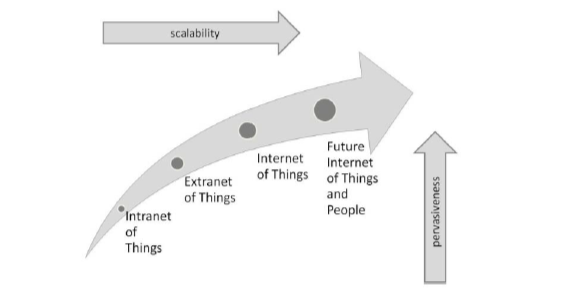 scalability
Intranet
of
Things
Extranet
of Things
Internet
of Things
Future
Internet
of Things
and
People
pervasiveness